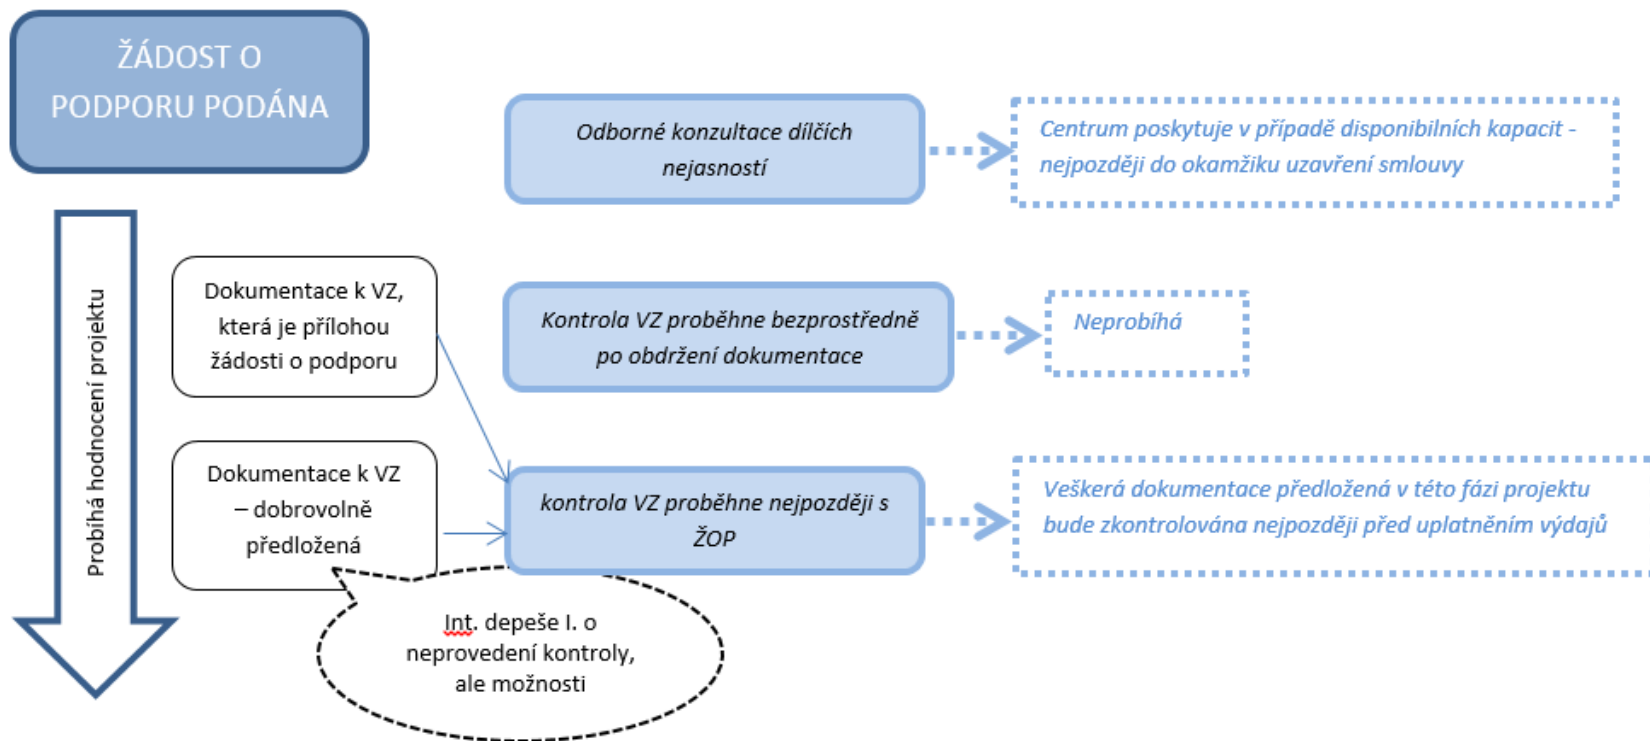 ŽÁDOST O
PODPORU PODÁNA
Odborné konzultace dílčích
nejasností
Centrum poskytuje v případě disponibilních kapacit -
nejpozději do okamžiku uzavření smlouvy
Probíhá hodnocení projektu
Dokumentace k VZ,
která je přílohou
žádosti o podporu
Kontrola VZ proběhne bezprostředně
po obdržení dokumentace
Neprobíhá
Dokumentace k VZ
– dobrovolně
předložená
kontrola VZ proběhne nejpozději s
ŽOP
Veškerá dokumentace předložená v této fázi projektu
bude zkontrolována nejpozději před uplatněním výdajů
Int. depeše I. o
neprovedení kontroly,
ale možnosti